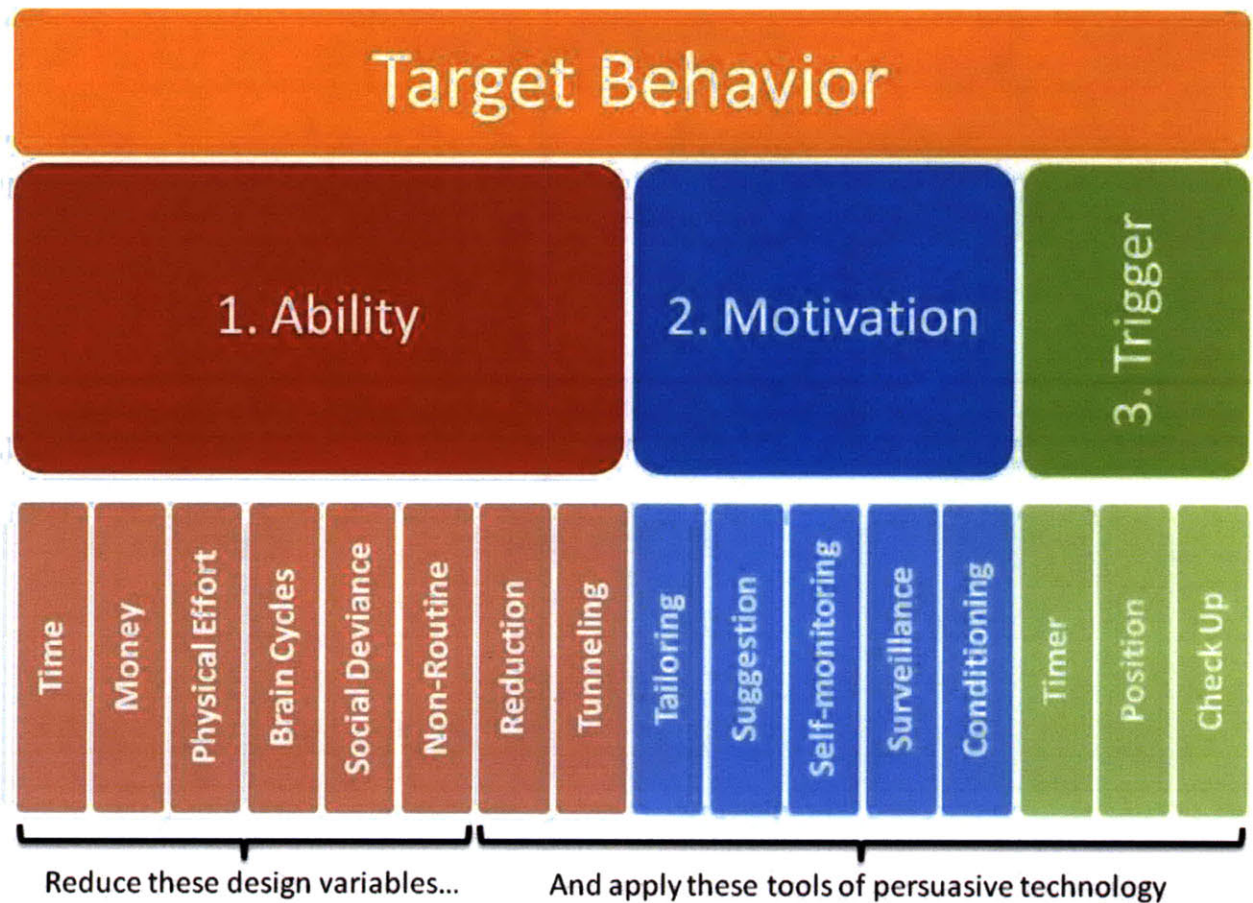 Target Behavior
1. Ability
2. Motivation
3. Trigger
Time
Money
Physical Effort
Brain Cycles
Social Deviance
Non-Routine
Reduction
Tunneling
Tailoring
Suggestion
Self-monitoring
Surveillance
Conditioning
Timer
Position
Check Up
Reduce these design variables...
And apply these tools of persuasive technology